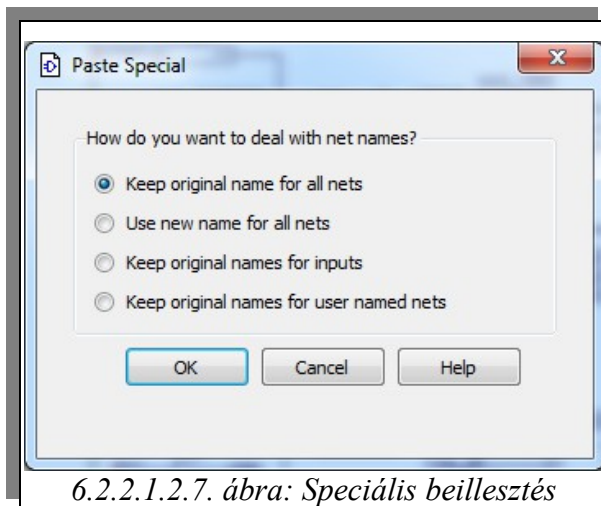 Paste Special
How do you want to deal with net names?
Keep original name for all nets
Use new name for all nets
Keep original names for inputs
Keep original names for user named nets
OK Cancel Help
6.2.2.1.2.7. ábra: Speciális beillesztés